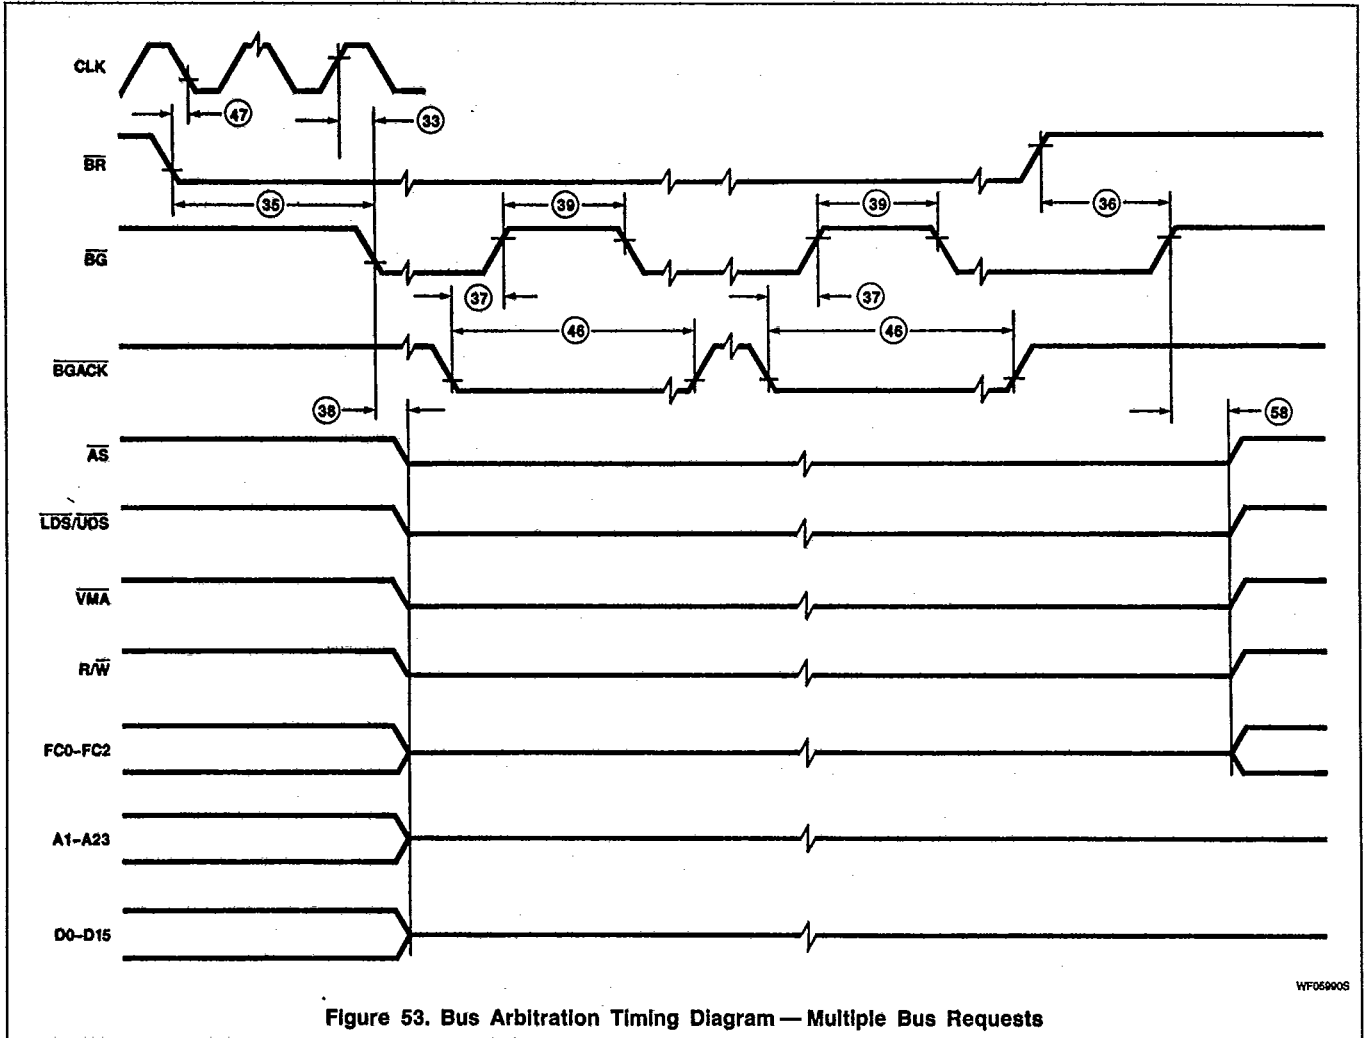 CLK
47
33
BR
35
39
39
36
BG
37
37
46
46
BGACK
38
58
AS
LDS/UDS
VMA
R/W
FC0-FC2
A1-A23
D0-D15
WF05990S
Figure 53. Bus Arbitration Timing Diagram — Multiple Bus Requests